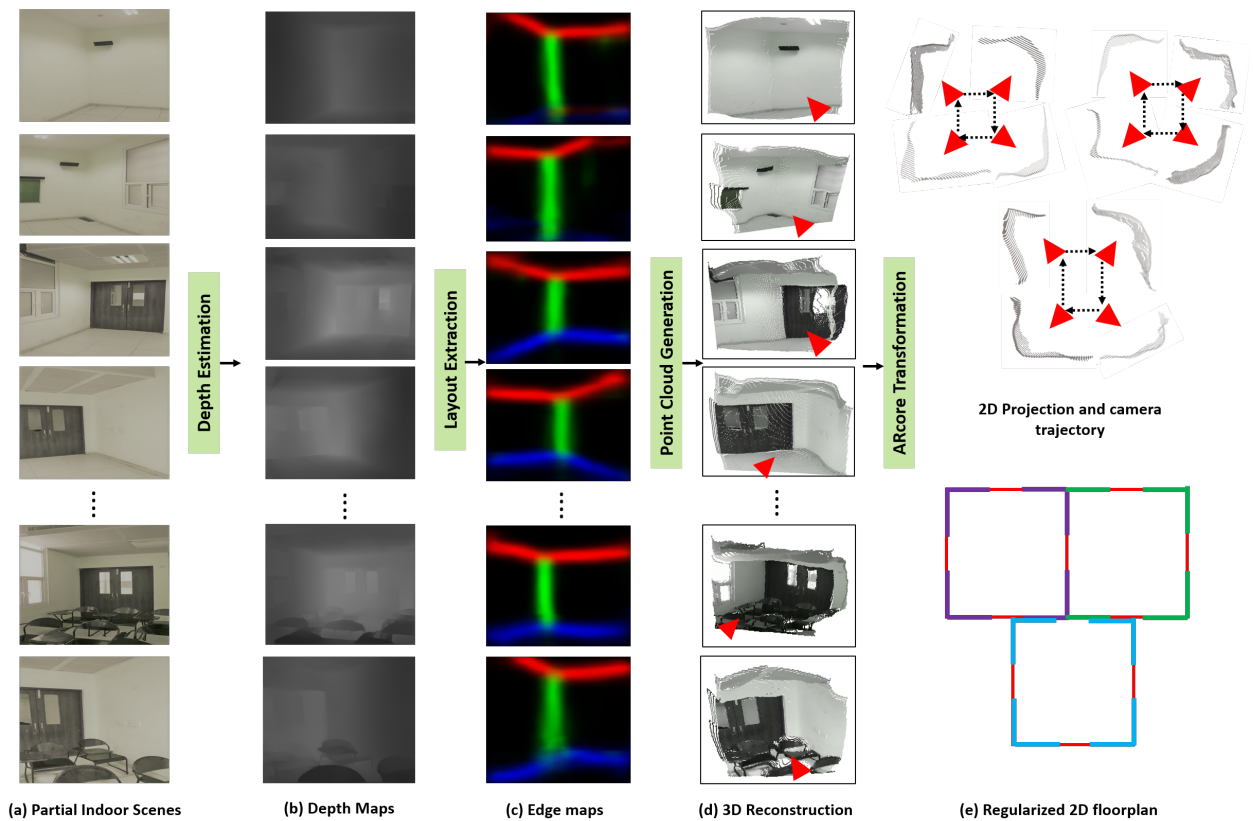 Depth Estimation
Layout Extraction
Point Cloud Generation
ARcore Transformation
2D Projection and camera
trajectory
(a) Partial Indoor Scenes
(b) Depth Maps
(c) Edge maps
(d) 3D Reconstruction
(e) Regularized 2D floorplan